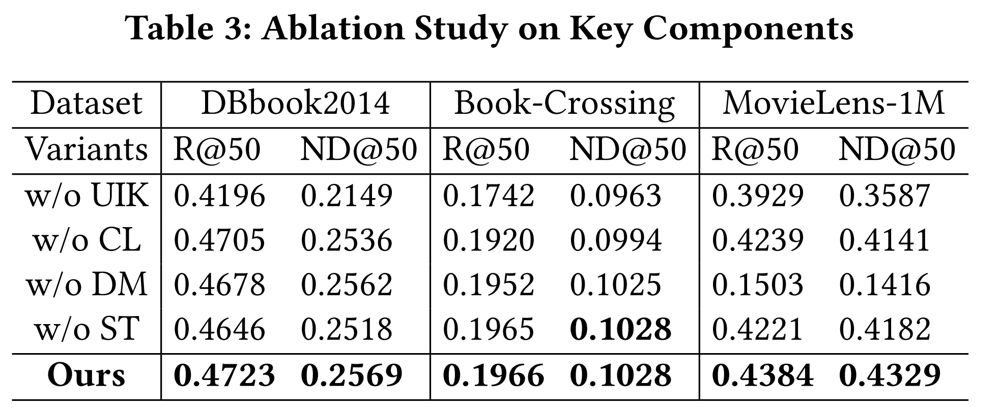 Table 3: Ablation Study on Key Components
Dataset DBbook2014 Book-Crossing MovieLens-1M
Variants R@50 ND@50 R@50 ND@50 R@50 ND@50
w/o UIK 0.4196 0.2149 0.1742 0.0963 0.3929 0.3587
w/o CL 0.4705 0.2536 0.1920 0.0994 0.4239 0.4141
w/o DM 0.4678 0.2562 0.1952 0.1025 0.1503 0.1416
w/o ST 0.4646 0.2518 0.1965 0.1028 0.4221 0.4182
Ours 0.4723 0.2569 0.1966 0.1028 0.4384 0.4329